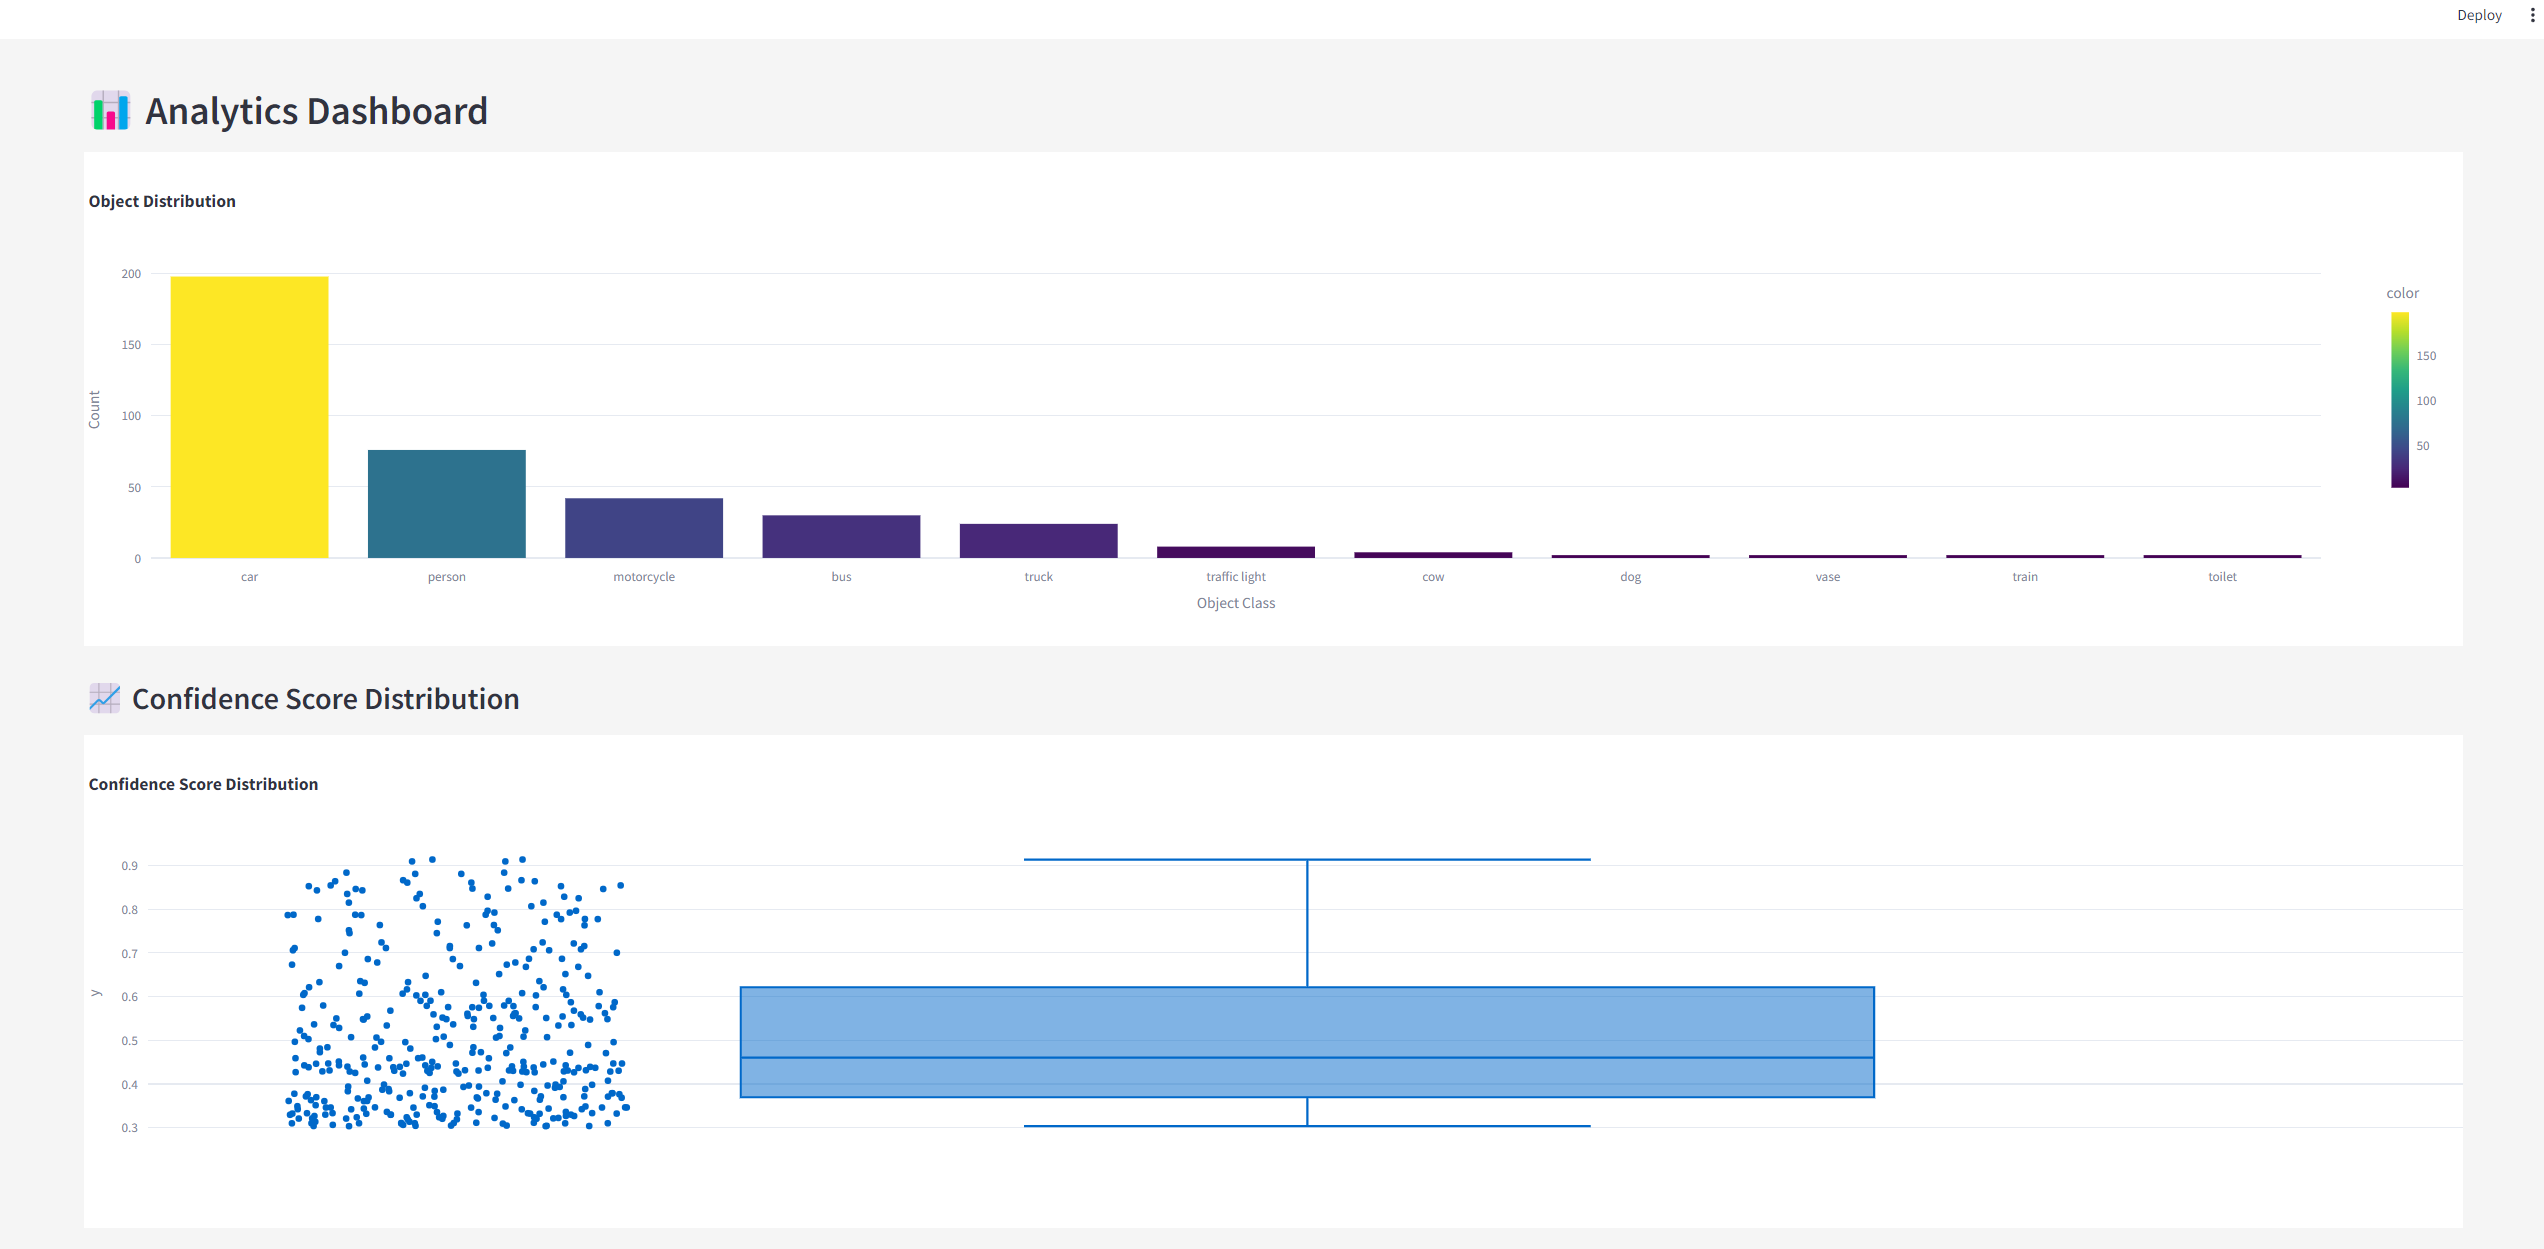 Deploy
Analytics Dashboard
Object Distribution
200
150
100
50
0
Count
car person motorcycle bus truck traffic light cow dog vase train toilet
Object Class
color
150
100
50
Confidence Score Distribution
Confidence Score Distribution
0.9
0.8
0.7
0.6
0.5
0.4
0.3
y